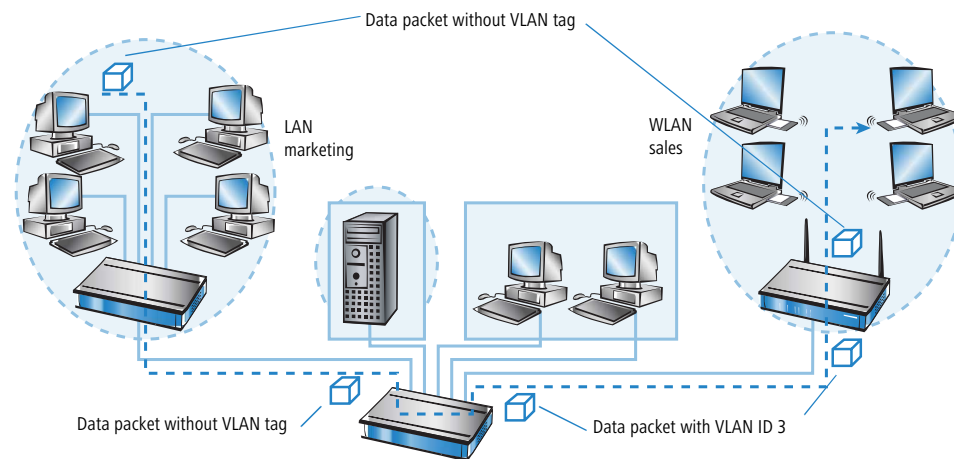 Data packet without VLAN tag
LAN
marketing
WLAN
sales
Data packet without VLAN tag
Data packet with VLAN ID 3